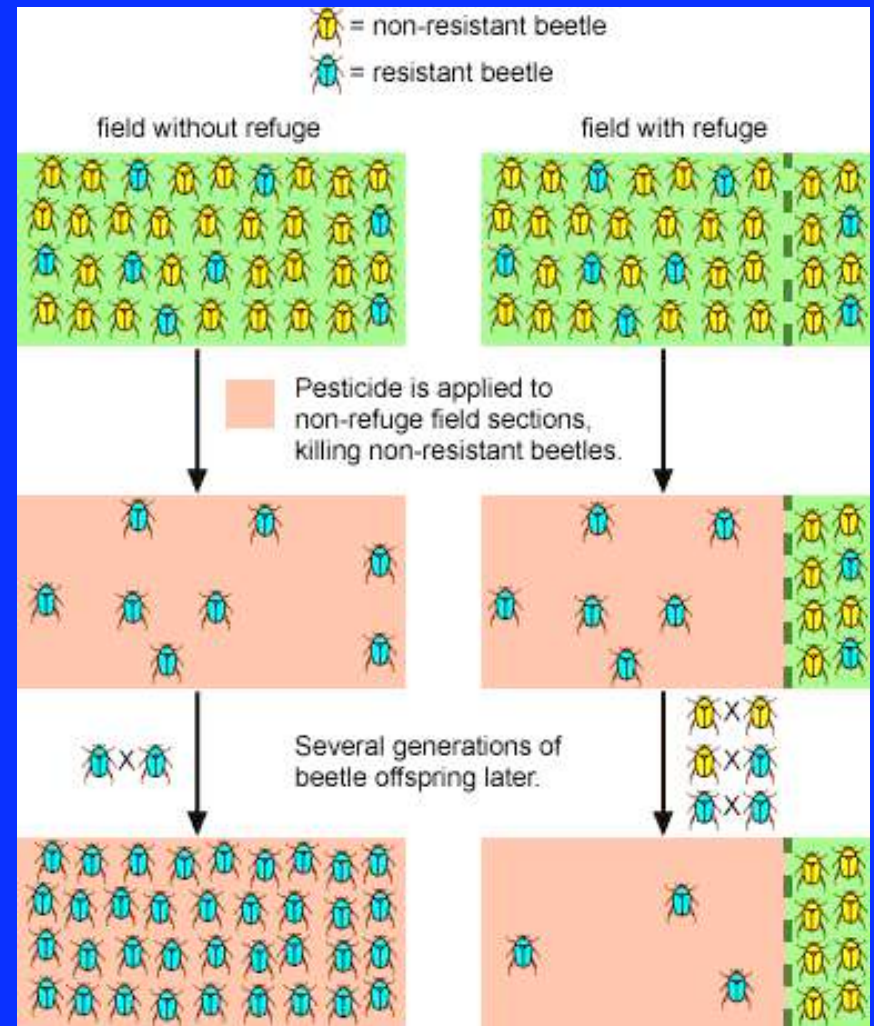 = non-resistant beetle
= resistant beetle
field without refuge
field with refuge
Pesticide is applied to
non-refuge field sections,
killing non-resistant beetles.
X
Several generations of
beetle offspring later.
X
X
X